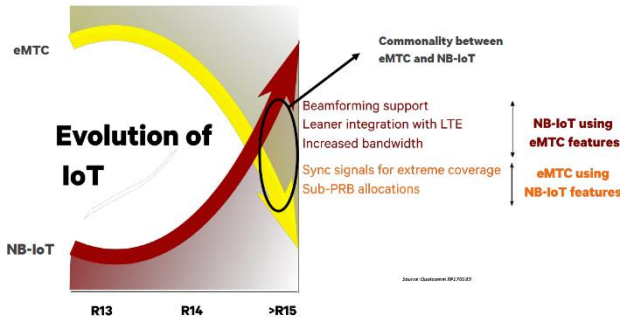 eMTC
Commonality between
eMTC and NB-IoT
Evolution of
IoT
Beamforming support
Leaner integration with LTE
Increased bandwidth
NB-IoT using
eMTC features
Sync signals for extreme coverage
Sub-PRB allocations
eMTC using
NB-IoT features
NB-IoT
Source: Qualcomm
R13
R14
>R15